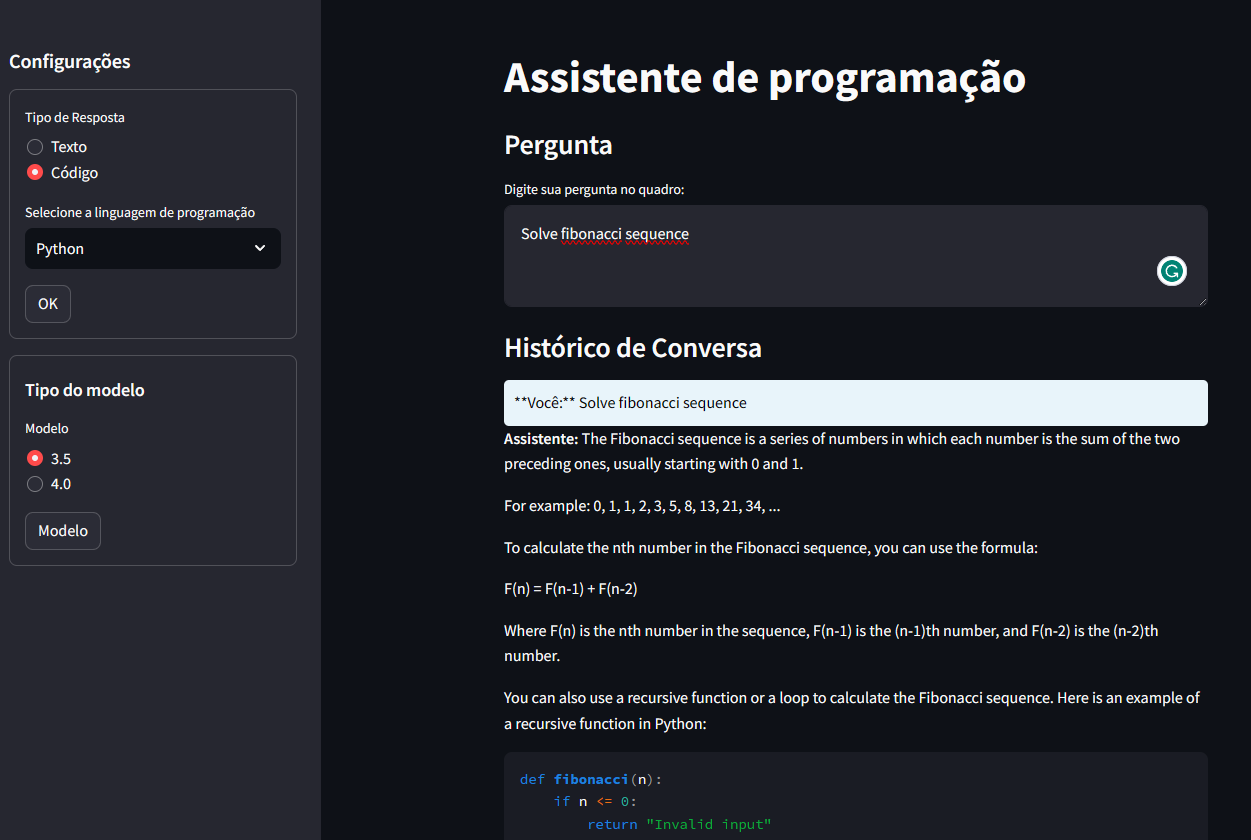 Configurações
Tipo de Resposta
Texto
Código
Selecione a linguagem de programação
Python
OK
Tipo do modelo
Modelo
3.5
4.0
Modelo
Assistente de programação
Pergunta
Digite sua pergunta no quadro:
Solve fibonacci sequence
Histórico de Conversa
**Você:** Solve fibonacci sequence
Assistente: The Fibonacci sequence is a series of numbers in which each number is the sum of the two
preceding ones, usually starting with 0 and 1.
For example: 0, 1, 1, 2, 3, 5, 8, 13, 21, 34, ...
To calculate the nth number in the Fibonacci sequence, you can use the formula:
F(n) = F(n-1) + F(n-2)
Where F(n) is the nth number in the sequence, F(n-1) is the (n-1)th number, and F(n-2) is the (n-2)th
number.
You can also use a recursive function or a loop to calculate the Fibonacci sequence. Here is an example of
a recursive function in Python:
def fibonacci(n):
    if n <= 0:
        return "Invalid input"